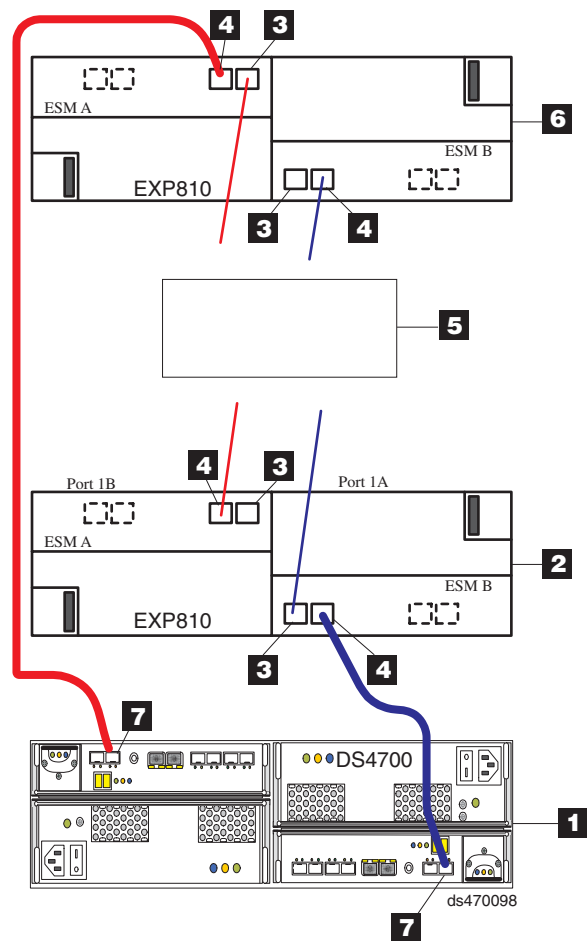 4 3
ESM A
6
ESM B
EXP810
3 4
5
4 3
Port 1B Port 1A
ESM A
2
ESM B
EXP810
3 4
7
DS4700
1
7
ds470098